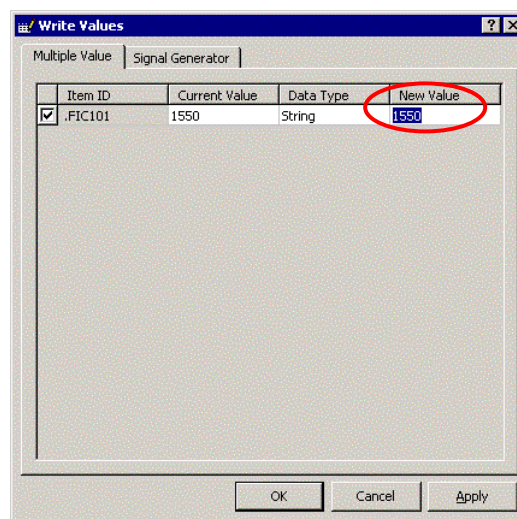 Write Values
Multiple Value Signal Generator
Item ID Current Value Data Type New Value
.FIC101 1550 String 1550
OK Cancel Apply